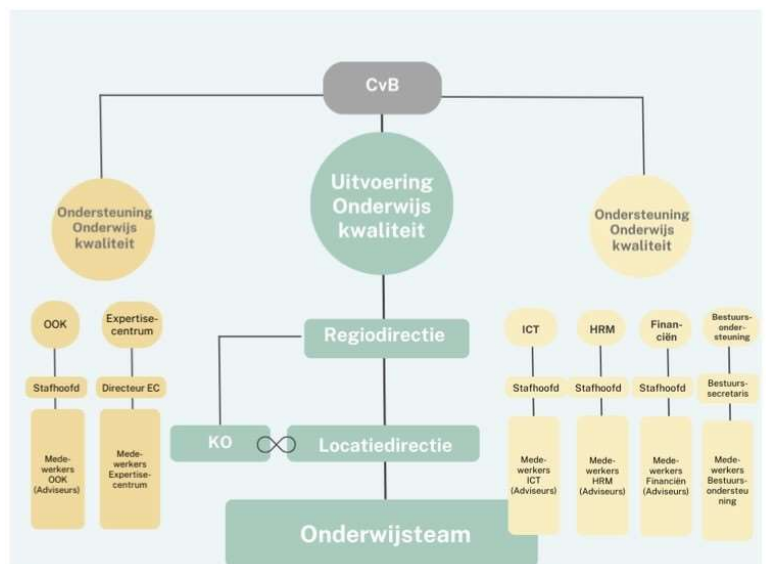 CvB
Uitvoering
Onderwijs
kwaliteit
Ondersteuning
Onderwijs
kwaliteit
Ondersteuning
Onderwijs
kwaliteit
OOK
Expertise-
centrum
Stafhoofd
Directeur EC
Mede-
werkers
OOK
(Adviseurs)
Mede-
werkers
Expertise-
centrum
Regiodirectie
KO
Locatiedirectie
Onderwijsteam
ICT
HRM
Finan-
ciën
Bestuurs-
onder-
steuning
Stafhoofd
Stafhoofd
Stafhoofd
Bestuurs-
secretaris
Mede-
werkers
ICT
(Adviseurs)
Mede-
werkers
HRM
(Adviseurs)
Mede-
werkers
Financiën
(Adviseurs)
Mede-
werkers
Bestuurs-
ondersteu
ning